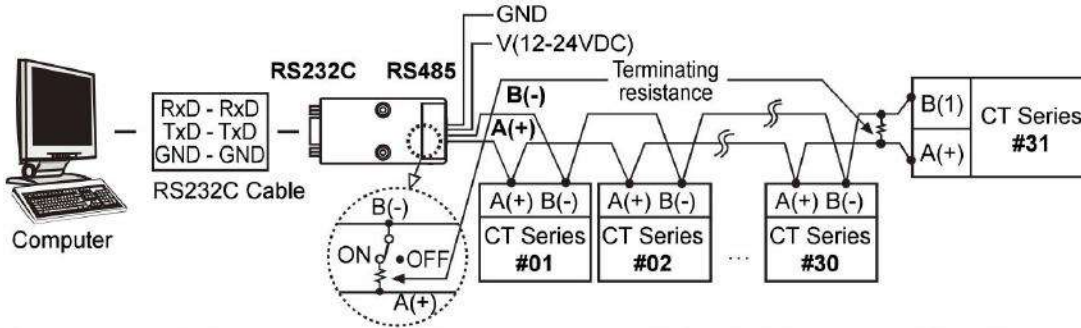 GND
V(12-24VDC)
RS232C RS485
Terminating
resistance
B(-)
A(+)
RxD - RxD
TxD - TxD
GND - GND
RS232C Cable
Computer
B(1)
A(+)
CT Series
#31
A(+) B(-)
CT Series
#01
A(+) B(-)
CT Series
#02
...
A(+) B(-)
CT Series
#30
B(-)
ON
OFF
A(+)